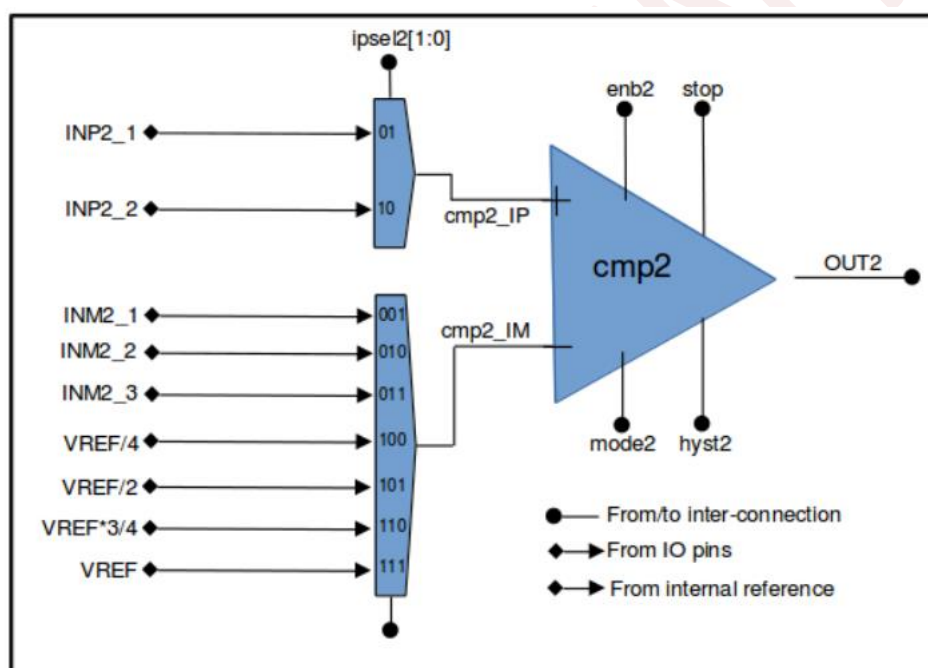 ipsel2[1:0]
enb2
stop
INP2_1
01
INP2_2
10
cmp2_IP
cmp2
OUT2
INM2_1
001
cmp2_IM
INM2_2
010
INM2_3
011
VREF/4
100
mode2
hyst2
VREF/2
101
VREF*3/4
110
VREF
111
From/to inter-connection
From IO pins
From internal reference